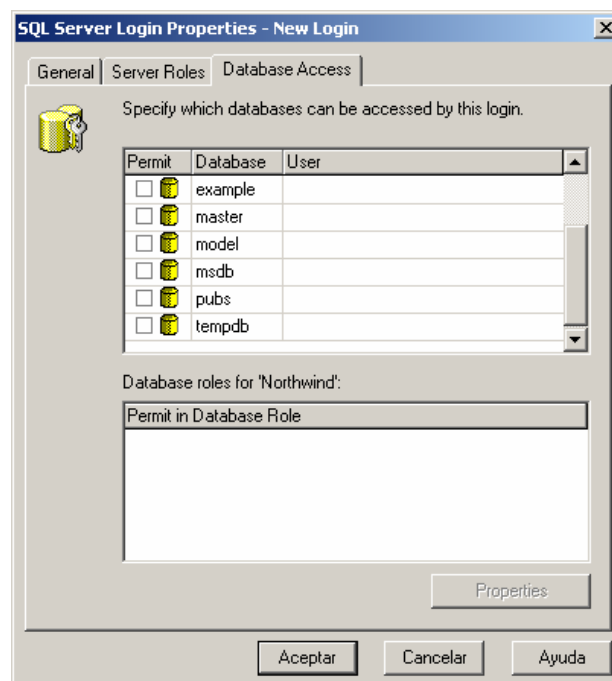 SQL Server Login Properties - New Login
General Server Roles Database Access
Specify which databases can be accessed by this login.
Permit Database User
example
master
model
msdb
pubs
tempdb
Database roles for 'Northwind':
Permit in Database Role
Properties
Aceptar Cancelar Ayuda